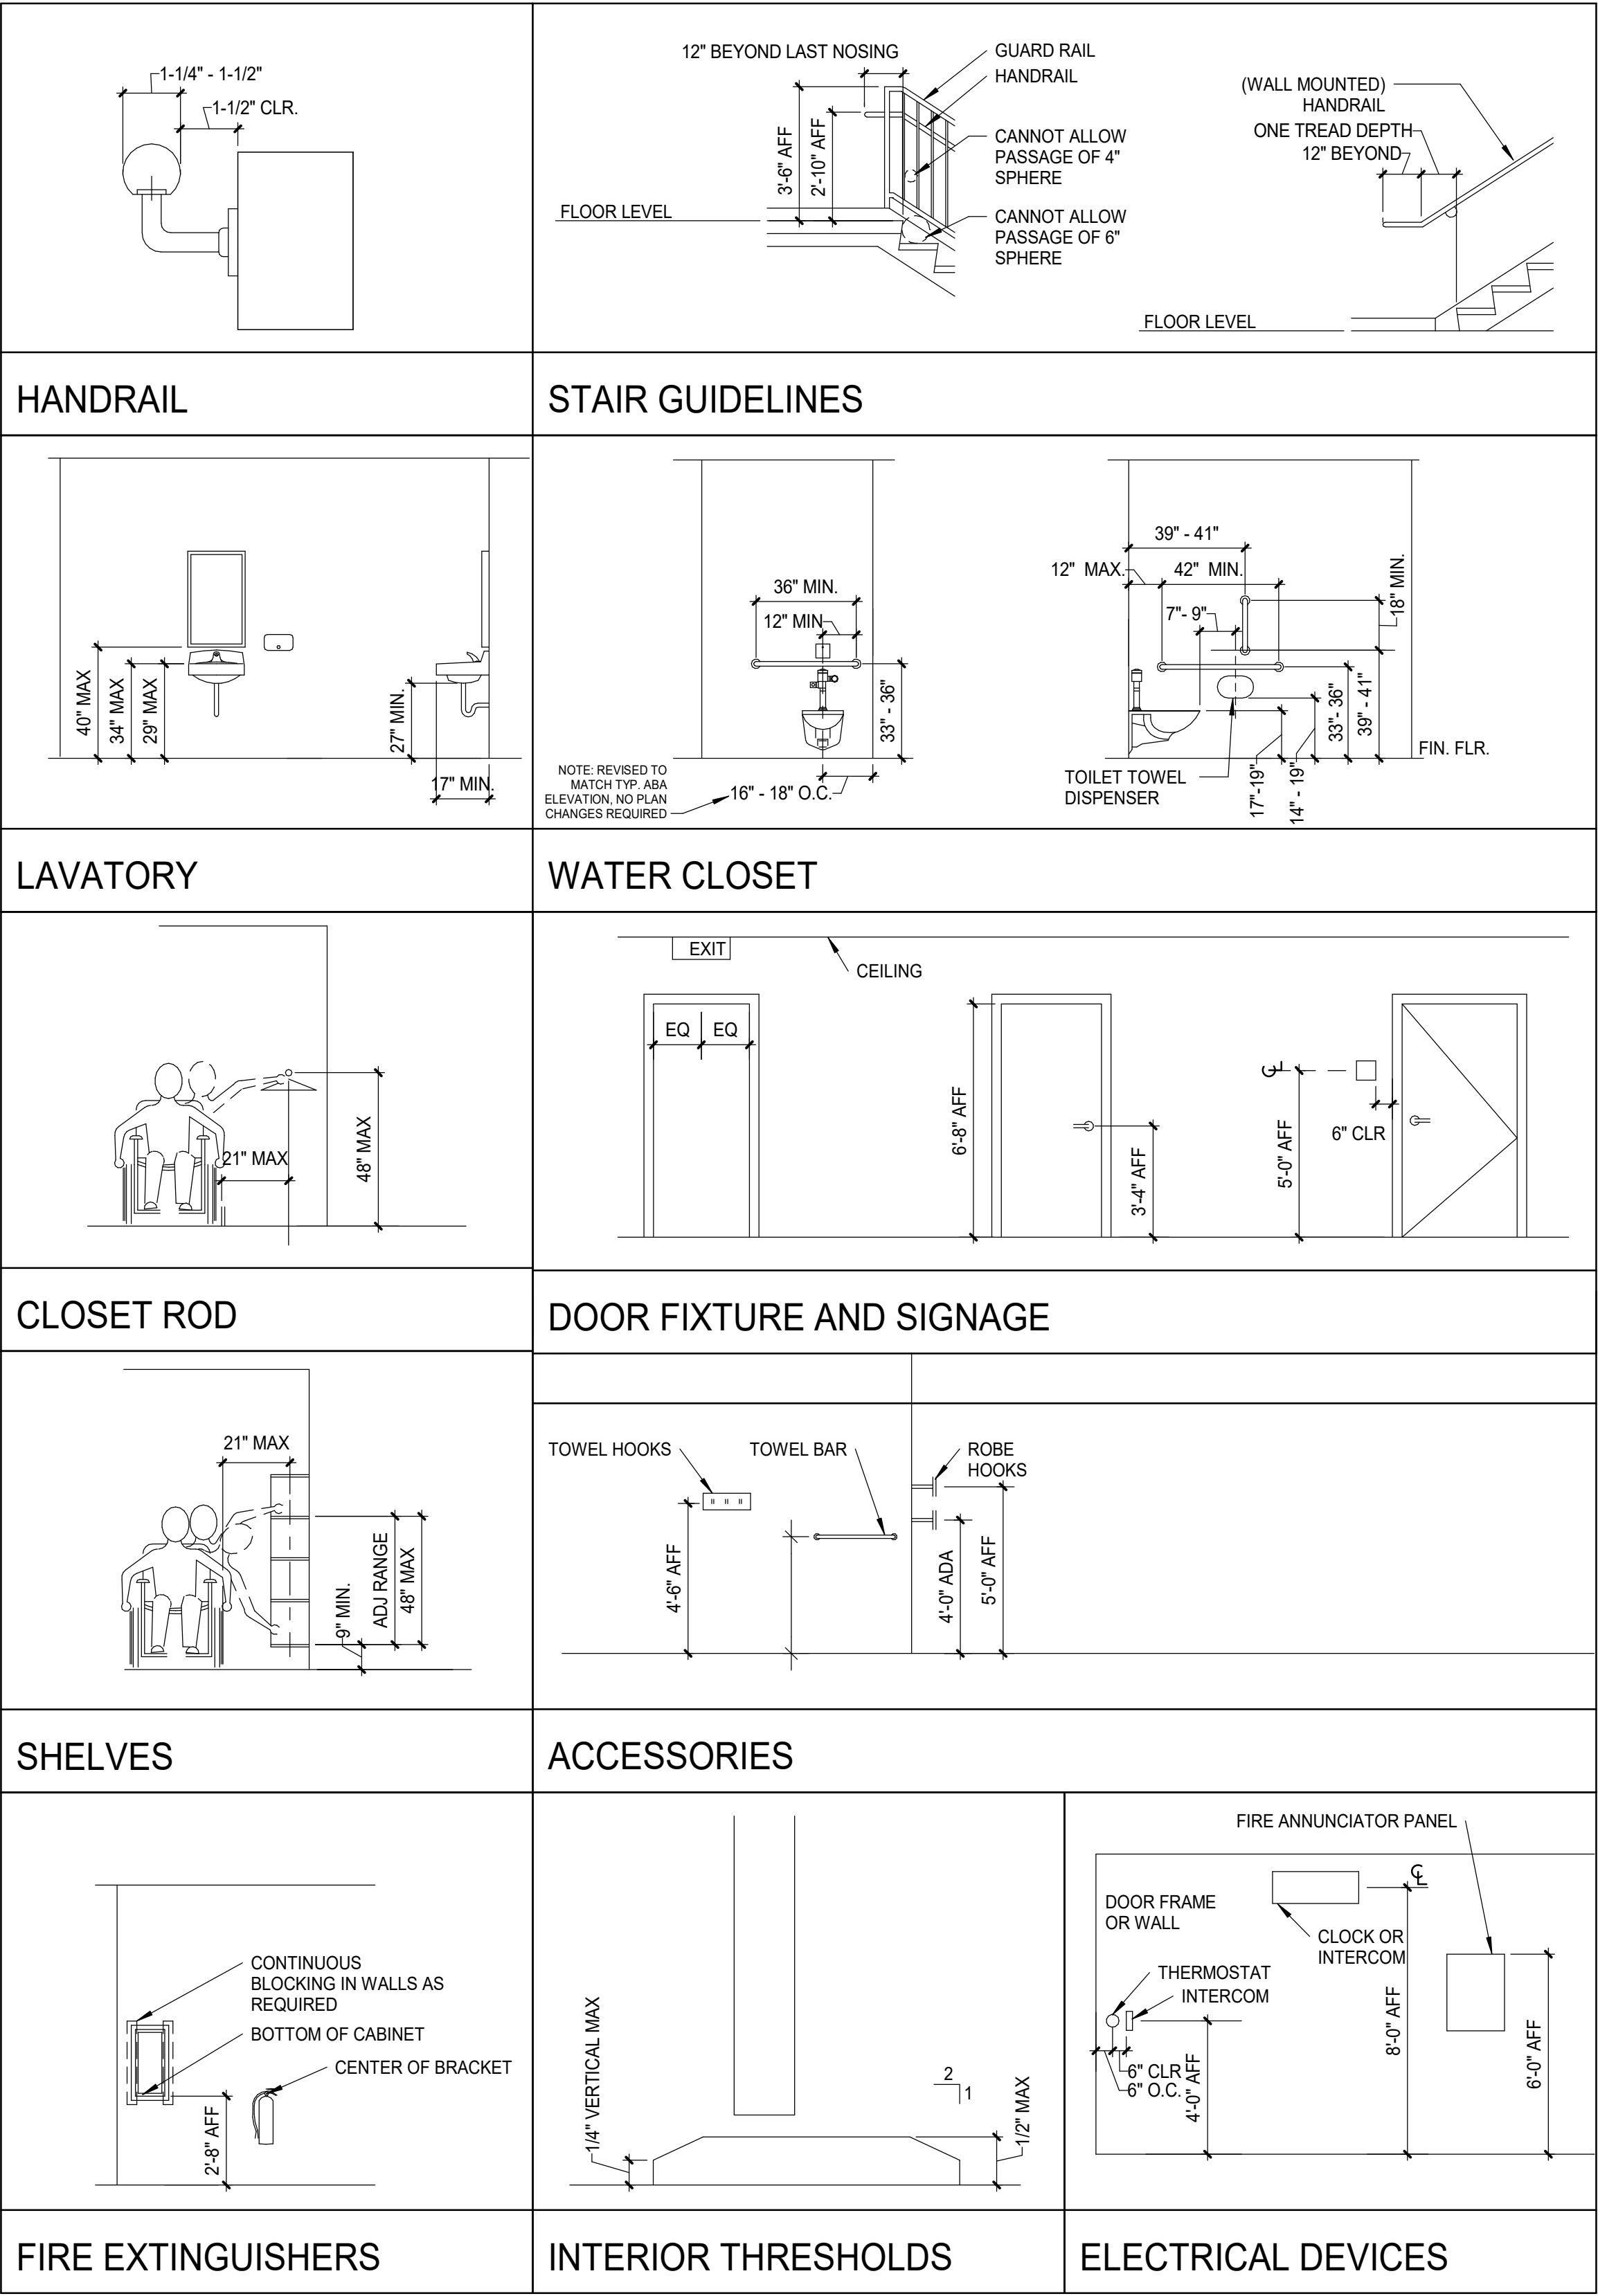 1-1/4" - 1-1/2"
1-1/2" CLR.
HANDRAIL
12" BEYOND LAST NOSING
GUARD RAIL
HANDRAIL
3'-6" AFF
2'-10" AFF
CANNOT ALLOW
PASSAGE OF 4"
SPHERE
CANNOT ALLOW
PASSAGE OF 6"
SPHERE
FLOOR LEVEL
(WALL MOUNTED)
HANDRAIL
ONE TREAD DEPTH
12" BEYOND
FLOOR LEVEL
STAIR GUIDELINES
40" MAX
34" MAX
29" MAX
27" MIN.
17" MIN.
LAVATORY
36" MIN.
12" MIN
33" - 36"
NOTE: REVISED TO
MATCH TYP. ABA
ELEVATION, NO PLAN
CHANGES REQUIRED
16" - 18" O.C.
39" - 41"
12" MAX.
42" MIN.
7"- 9"
18" MIN.
33"- 36"
39" - 41"
FIN. FLR.
TOILET TOWEL
DISPENSER
17"-19"
14" - 19"
WATER CLOSET
21" MAX
48" MAX
CLOSET ROD
EXIT
CEILING
EQ
EQ
6'-8" AFF
3'-4" AFF
CL
5'-0" AFF
6" CLR
DOOR FIXTURE AND SIGNAGE
21" MAX
9" MIN.
ADJ RANGE
48" MAX
SHELVES
TOWEL HOOKS
TOWEL BAR
ROBE
HOOKS
4'-6" AFF
4'-0" ADA
5'-0" AFF
ACCESSORIES
CONTINUOUS
BLOCKING IN WALLS AS
REQUIRED
BOTTOM OF CABINET
CENTER OF BRACKET
2'-8" AFF
FIRE EXTINGUISHERS
1/4" VERTICAL MAX
2
1
1/2" MAX
INTERIOR THRESHOLDS
FIRE ANNUNCIATOR PANEL
CL
DOOR FRAME
OR WALL
CLOCK OR
INTERCOM
THERMOSTAT
INTERCOM
6" CLR
6" O.C.
4'-0" AFF
8'-0" AFF
6'-0" AFF
ELECTRICAL DEVICES